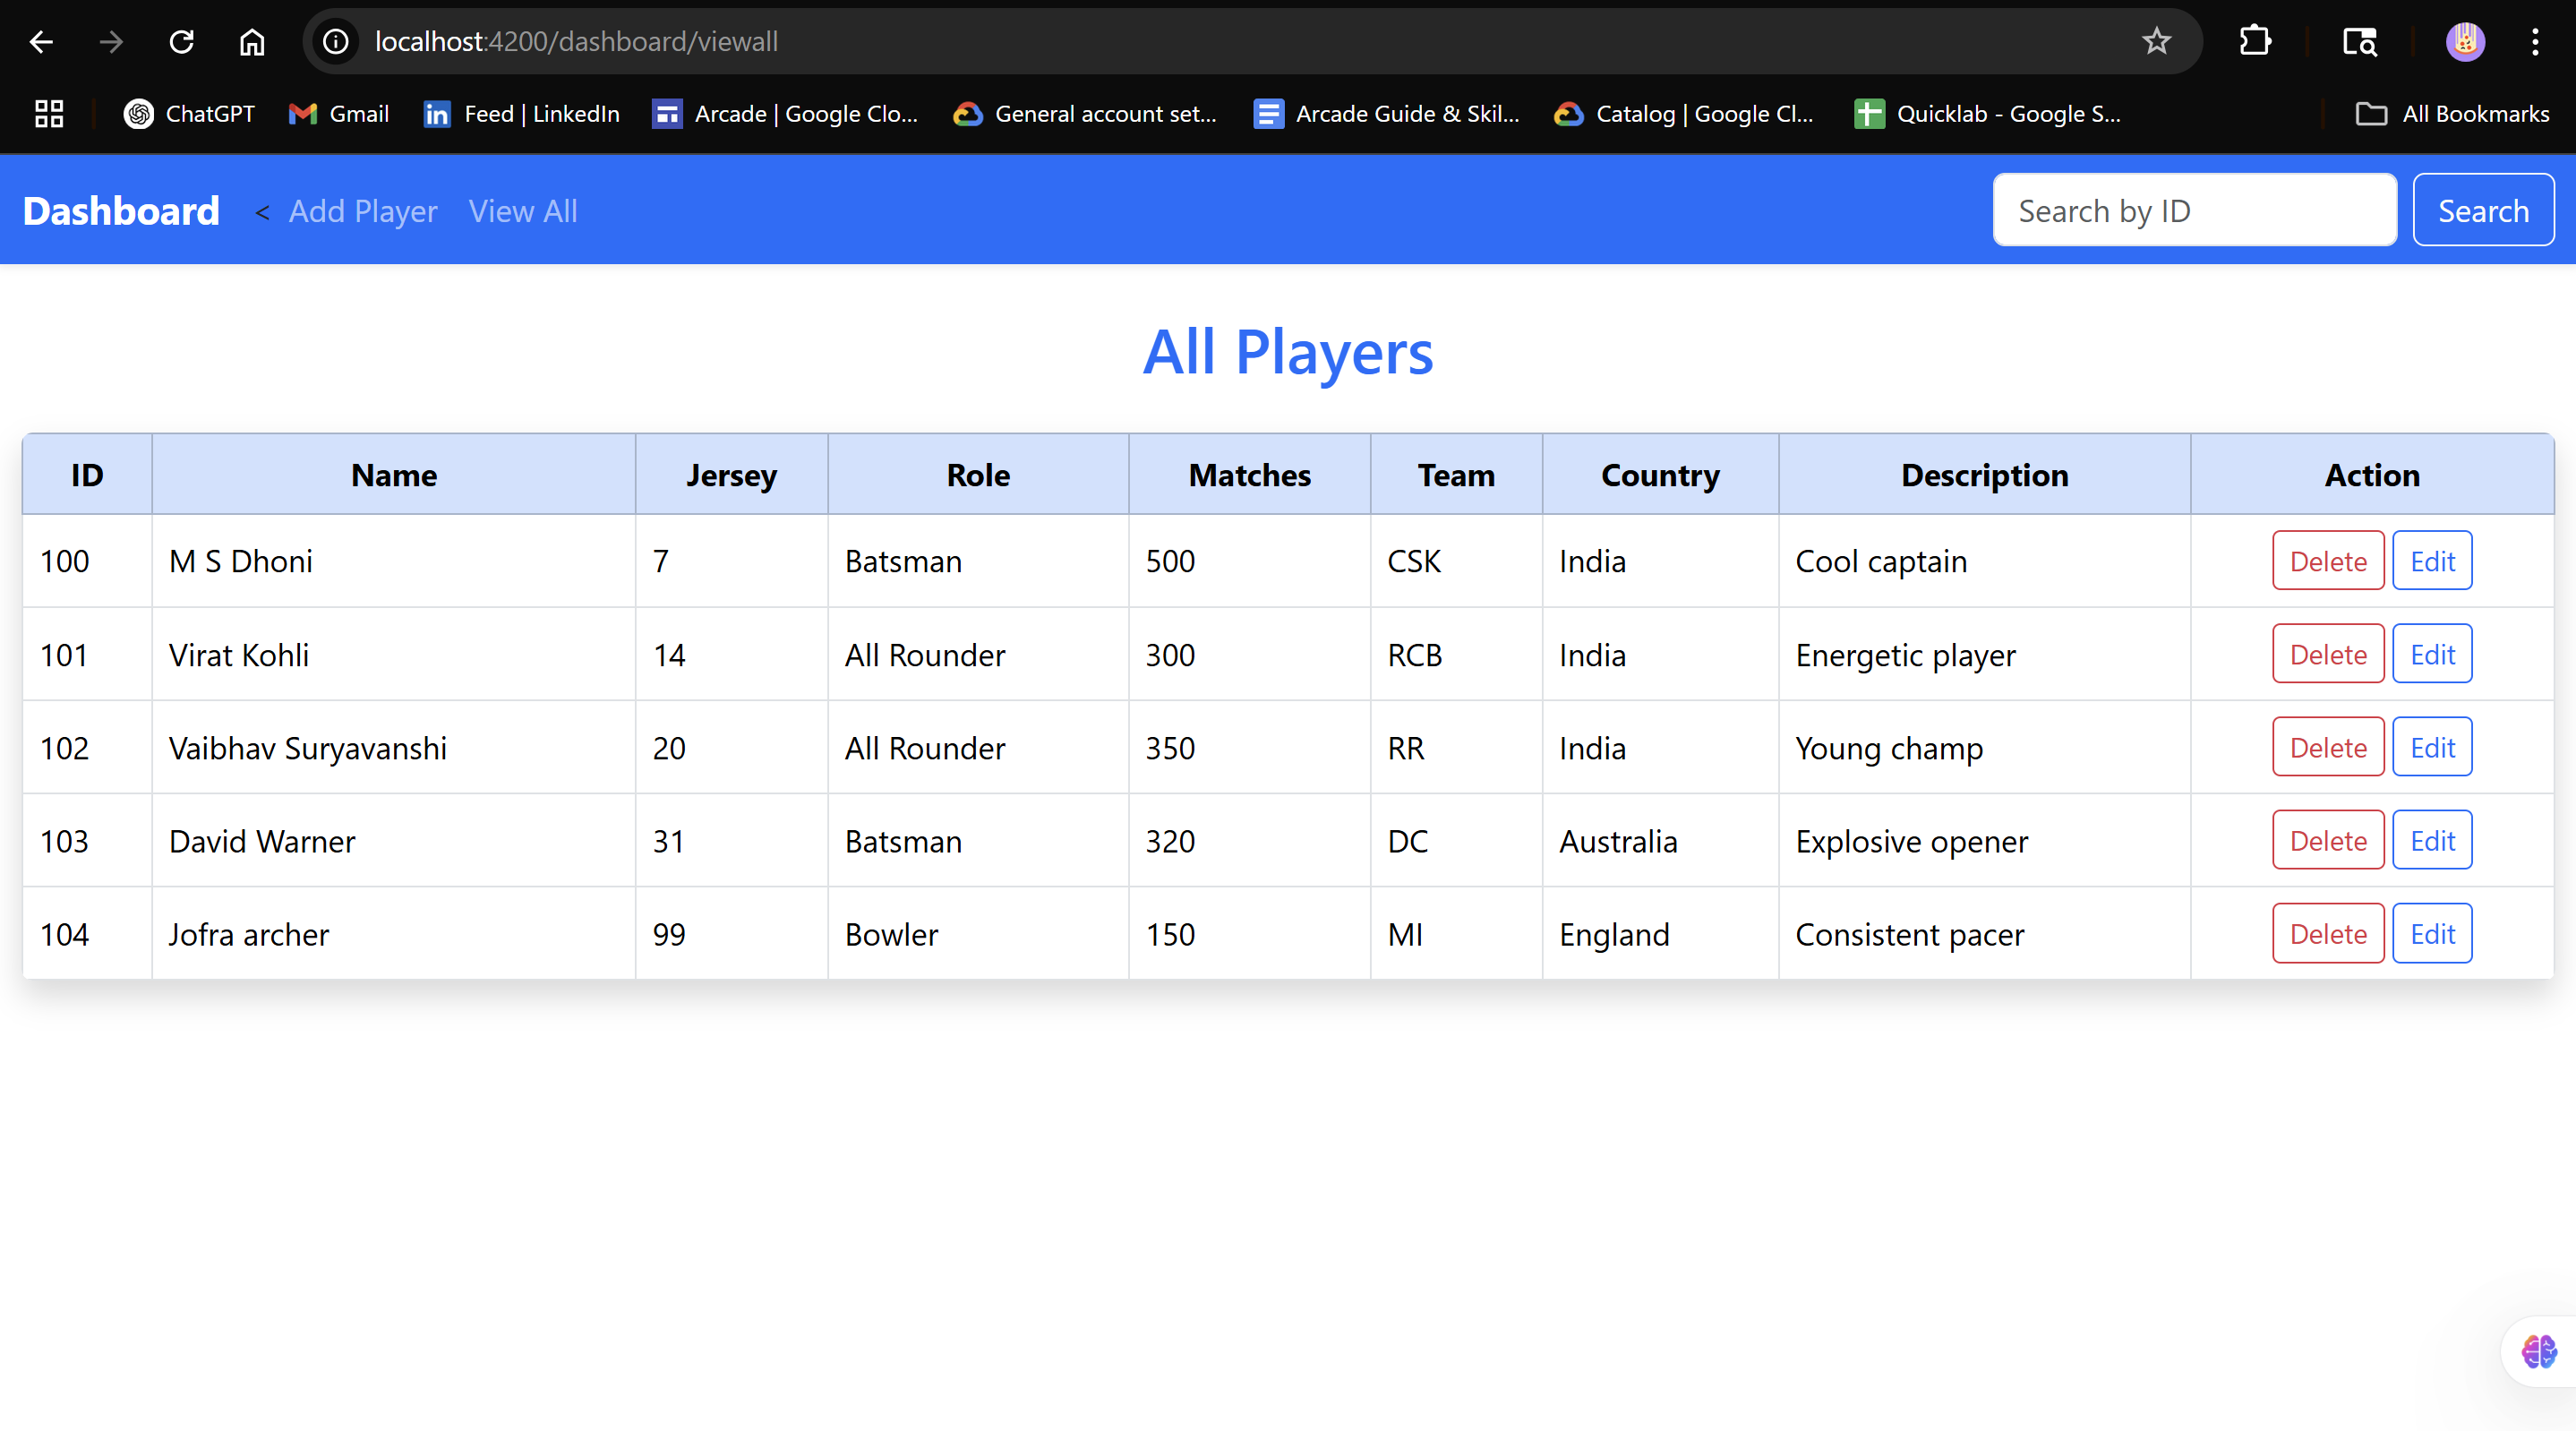 localhost:4200/dashboard/viewall
ChatGPT Gmail Feed | LinkedIn Arcade | Google Clo... General account set... Arcade Guide & Skil... Catalog | Google Cl... Quicklab - Google S... All Bookmarks
Dashboard < Add Player View All Search by ID Search
All Players
ID Name Jersey Role Matches Team Country Description Action
100 M S Dhoni 7 Batsman 500 CSK India Cool captain Delete Edit
101 Virat Kohli 14 All Rounder 300 RCB India Energetic player Delete Edit
102 Vaibhav Suryavanshi 20 All Rounder 350 RR India Young champ Delete Edit
103 David Warner 31 Batsman 320 DC Australia Explosive opener Delete Edit
104 Jofra archer 99 Bowler 150 MI England Consistent pacer Delete Edit